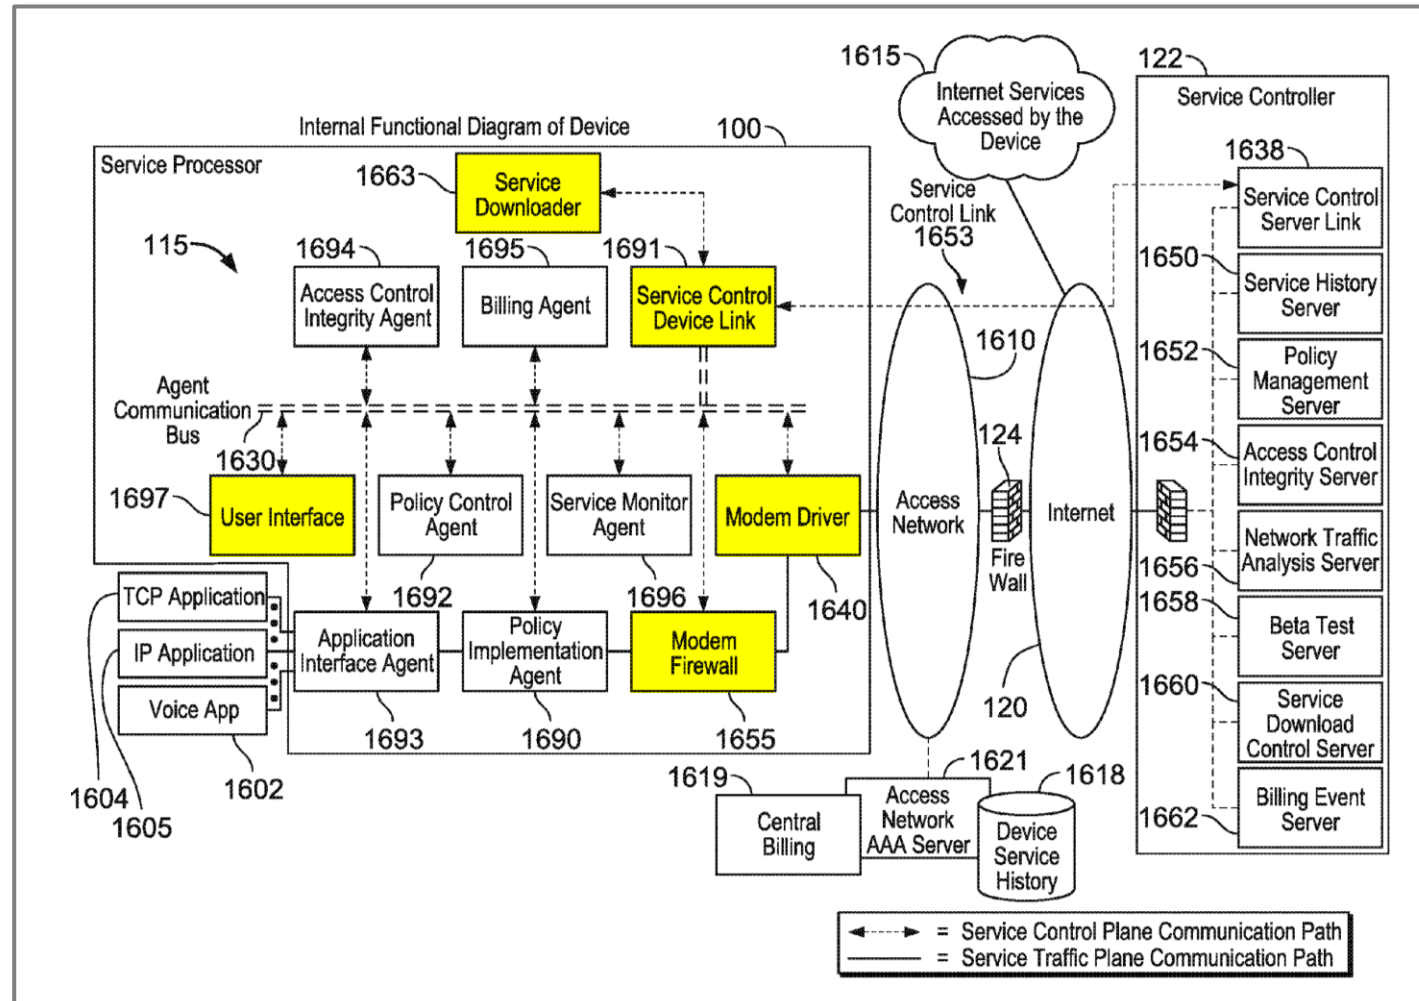 Internal Functional Diagram of Device
100
Service Processor
115
1663
Service
Downloader
1694
Access Control
Integrity Agent
1695
Billing Agent
1691
Service Control
Device Link
Agent
Communication
Bus
1630
1697
User Interface
Policy Control
Agent
1692
Service Monitor
Agent
1696
Modem Driver
1640
TCP Application
IP Application
Voice App
1604
1605
1602
Application
Interface Agent
1693
Policy
Implementation
Agent
1690
Modem
Firewall
1655
1615
Internet Services
Accessed by the
Device
Service
Control Link
1653
1610
Access
Network
124
Fire
Wall
Internet
120
1619
Central
Billing
1621
Access
Network
AAA Server
1618
Device
Service
History
122
Service Controller
1638
Service Control
Server Link
1650
Service History
Server
1652
Policy
Management
Server
1654
Access Control
Integrity Server
1656
Network Traffic
Analysis Server
1658
Beta Test
Server
1660
Service
Download
Control Server
1662
Billing Event
Server
= Service Control Plane Communication Path
= Service Traffic Plane Communication Path